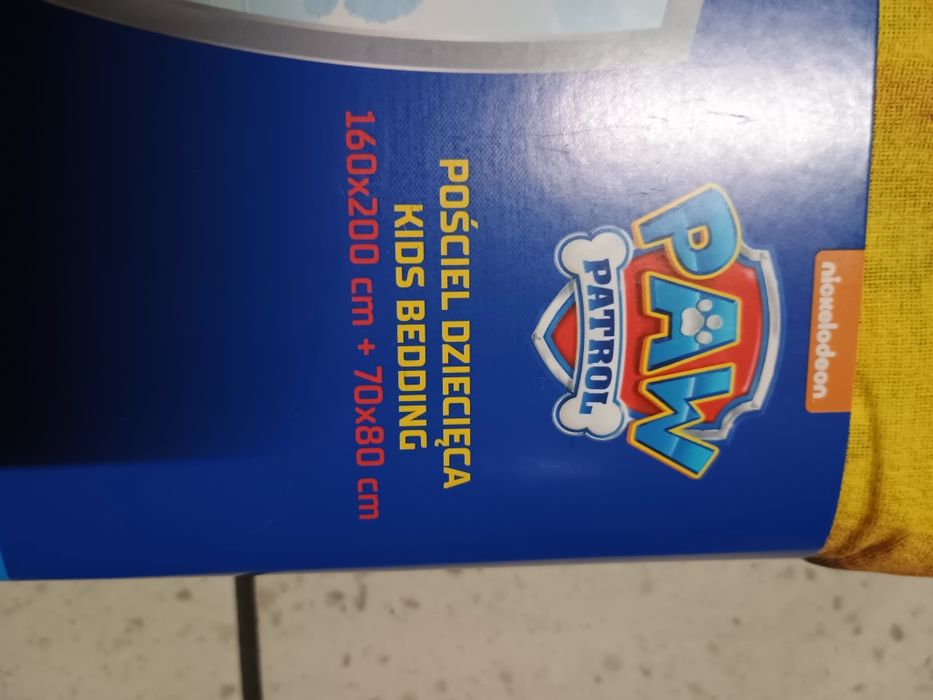 nickelodeon
PAW
PATROL
POŚCIEL DZIECIĘCA
KIDS BEDDING
160x200 cm + 70x80 cm